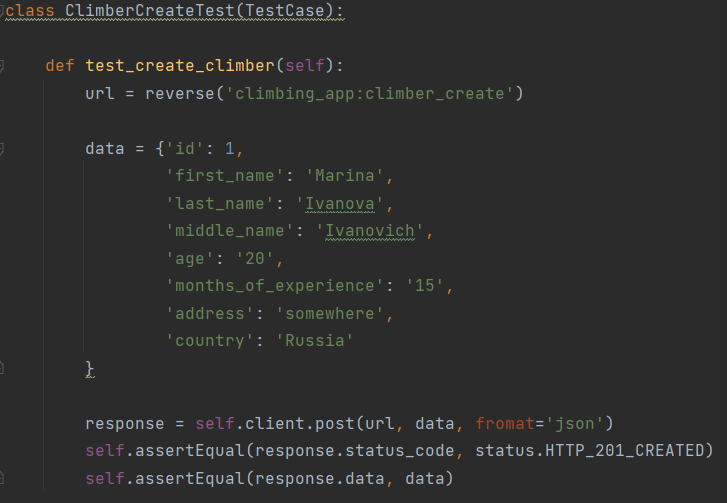 class ClimberCreateTest(TestCase):
def test_create_climber(self):
url = reverse('climbing_app:climber_create')
data = {'id': 1,
'first_name': 'Marina',
'last_name': 'Ivanova',
'middle_name': 'Ivanovich',
'age': '20',
'months_of_experience': '15',
'address': 'somewhere',
'country': 'Russia'
}
response = self.client.post(url, data, fromat='json')
self.assertEqual(response.status_code, status.HTTP_201_CREATED)
self.assertEqual(response.data, data)